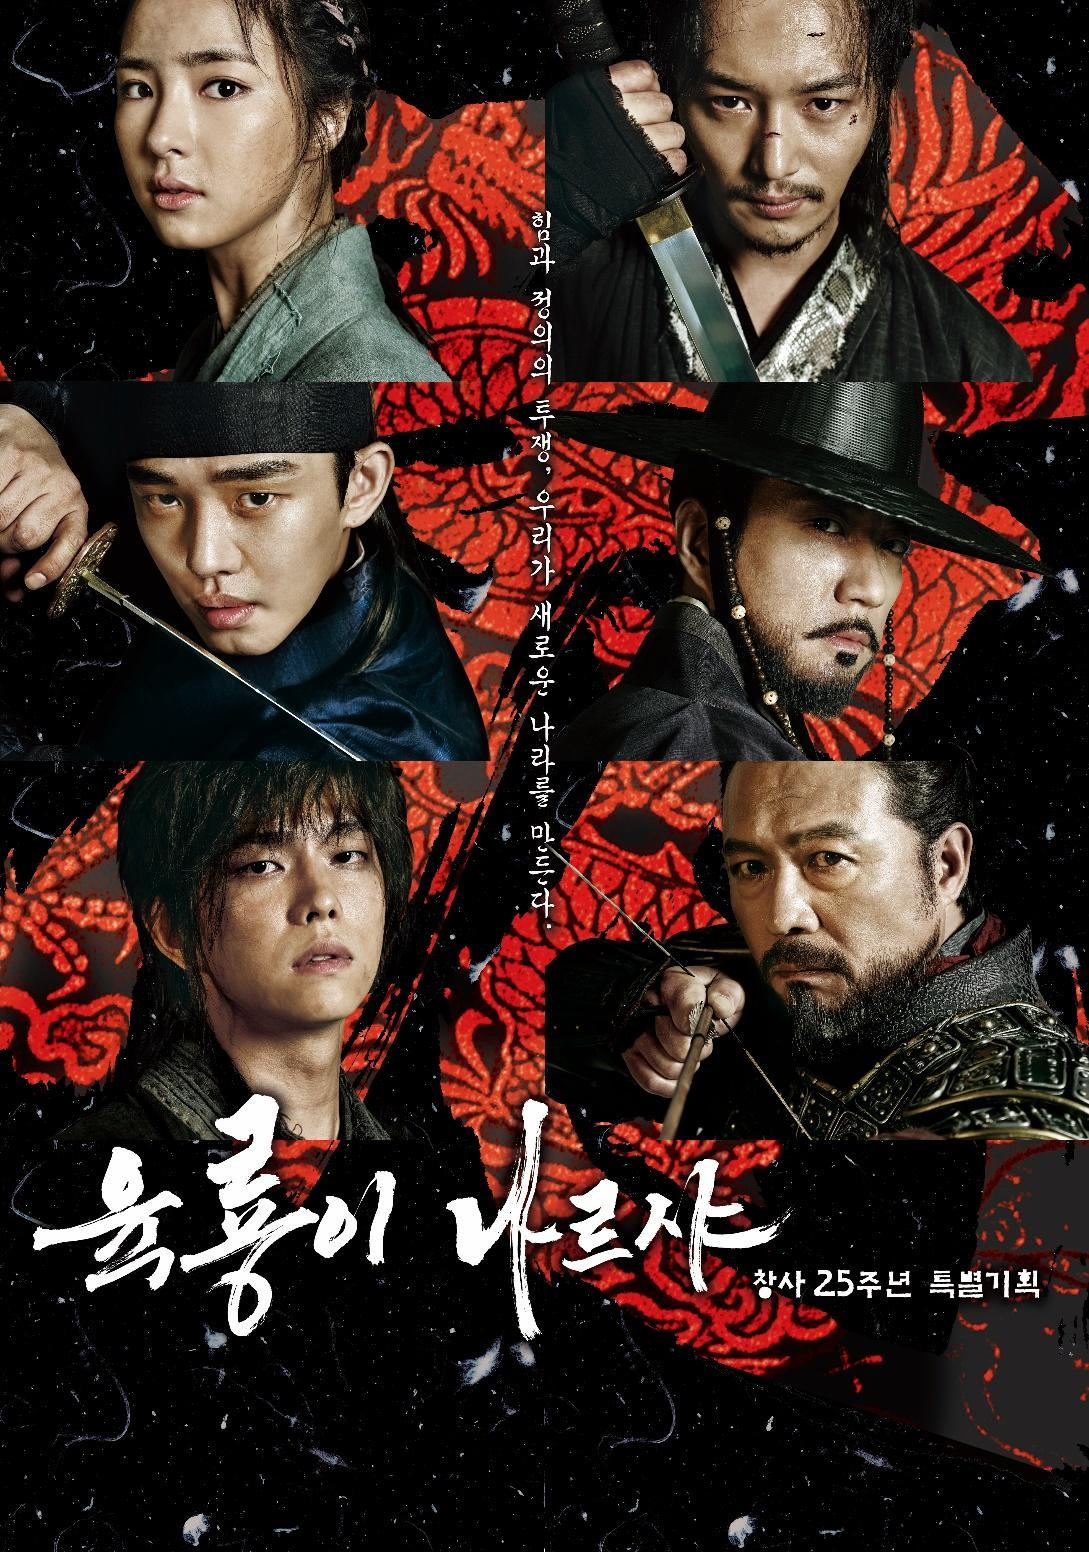 힘과 정의의 투쟁, 우리가 새로운 나라를 만든다.
육룡이 나르샤
창사 25주년 특별기획